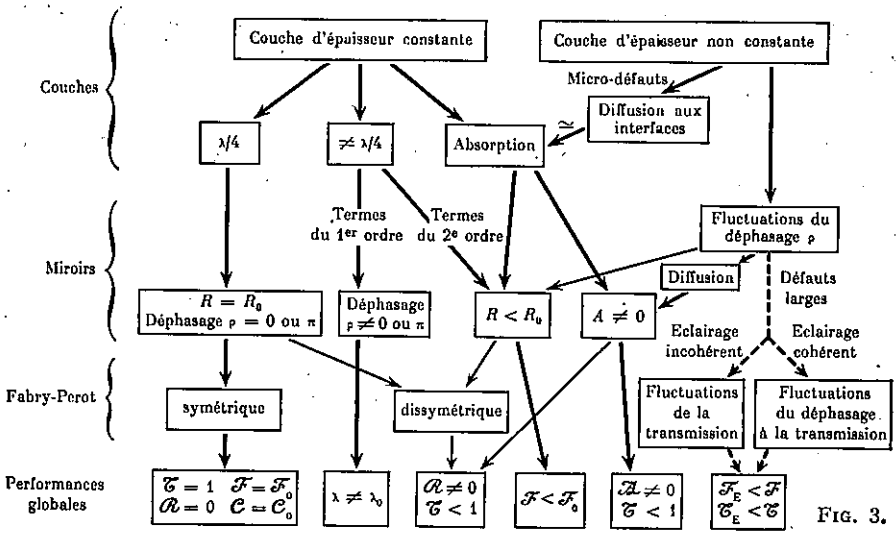 Couche d'épaisseur constante
Couche d'épaisseur non constante
Couches
Micro-défauts
Diffusion aux
interfaces
≃
λ/4
≠ λ/4
Absorption
Termes
du 1er ordre
Termes
du 2e ordre
Fluctuations du
déphasage ρ
Miroirs
Diffusion
Défauts
larges
R = R₀
Déphasage ρ = 0 ou π
Déphasage
ρ ≠ 0 ou π
R < R₀
A ≠ 0
Eclairage
incohérent
Eclairage
cohérent
Fabry-Perot
symétrique
dissymétrique
Fluctuations
de la
transmission
Fluctuations
du déphasage
à la transmission
Performances
globales
𝒯 = 1 ℱ = ℱ₀
ℛ = 0 𝒞 = 𝒞₀
λ ≠ λ₀
ℛ ≠ 0
𝒯 < 1
ℱ < ℱ₀
𝒜 ≠ 0
𝒯 < 1
ℱ_E < ℱ
𝒯_E < 𝒯
FIG. 3.